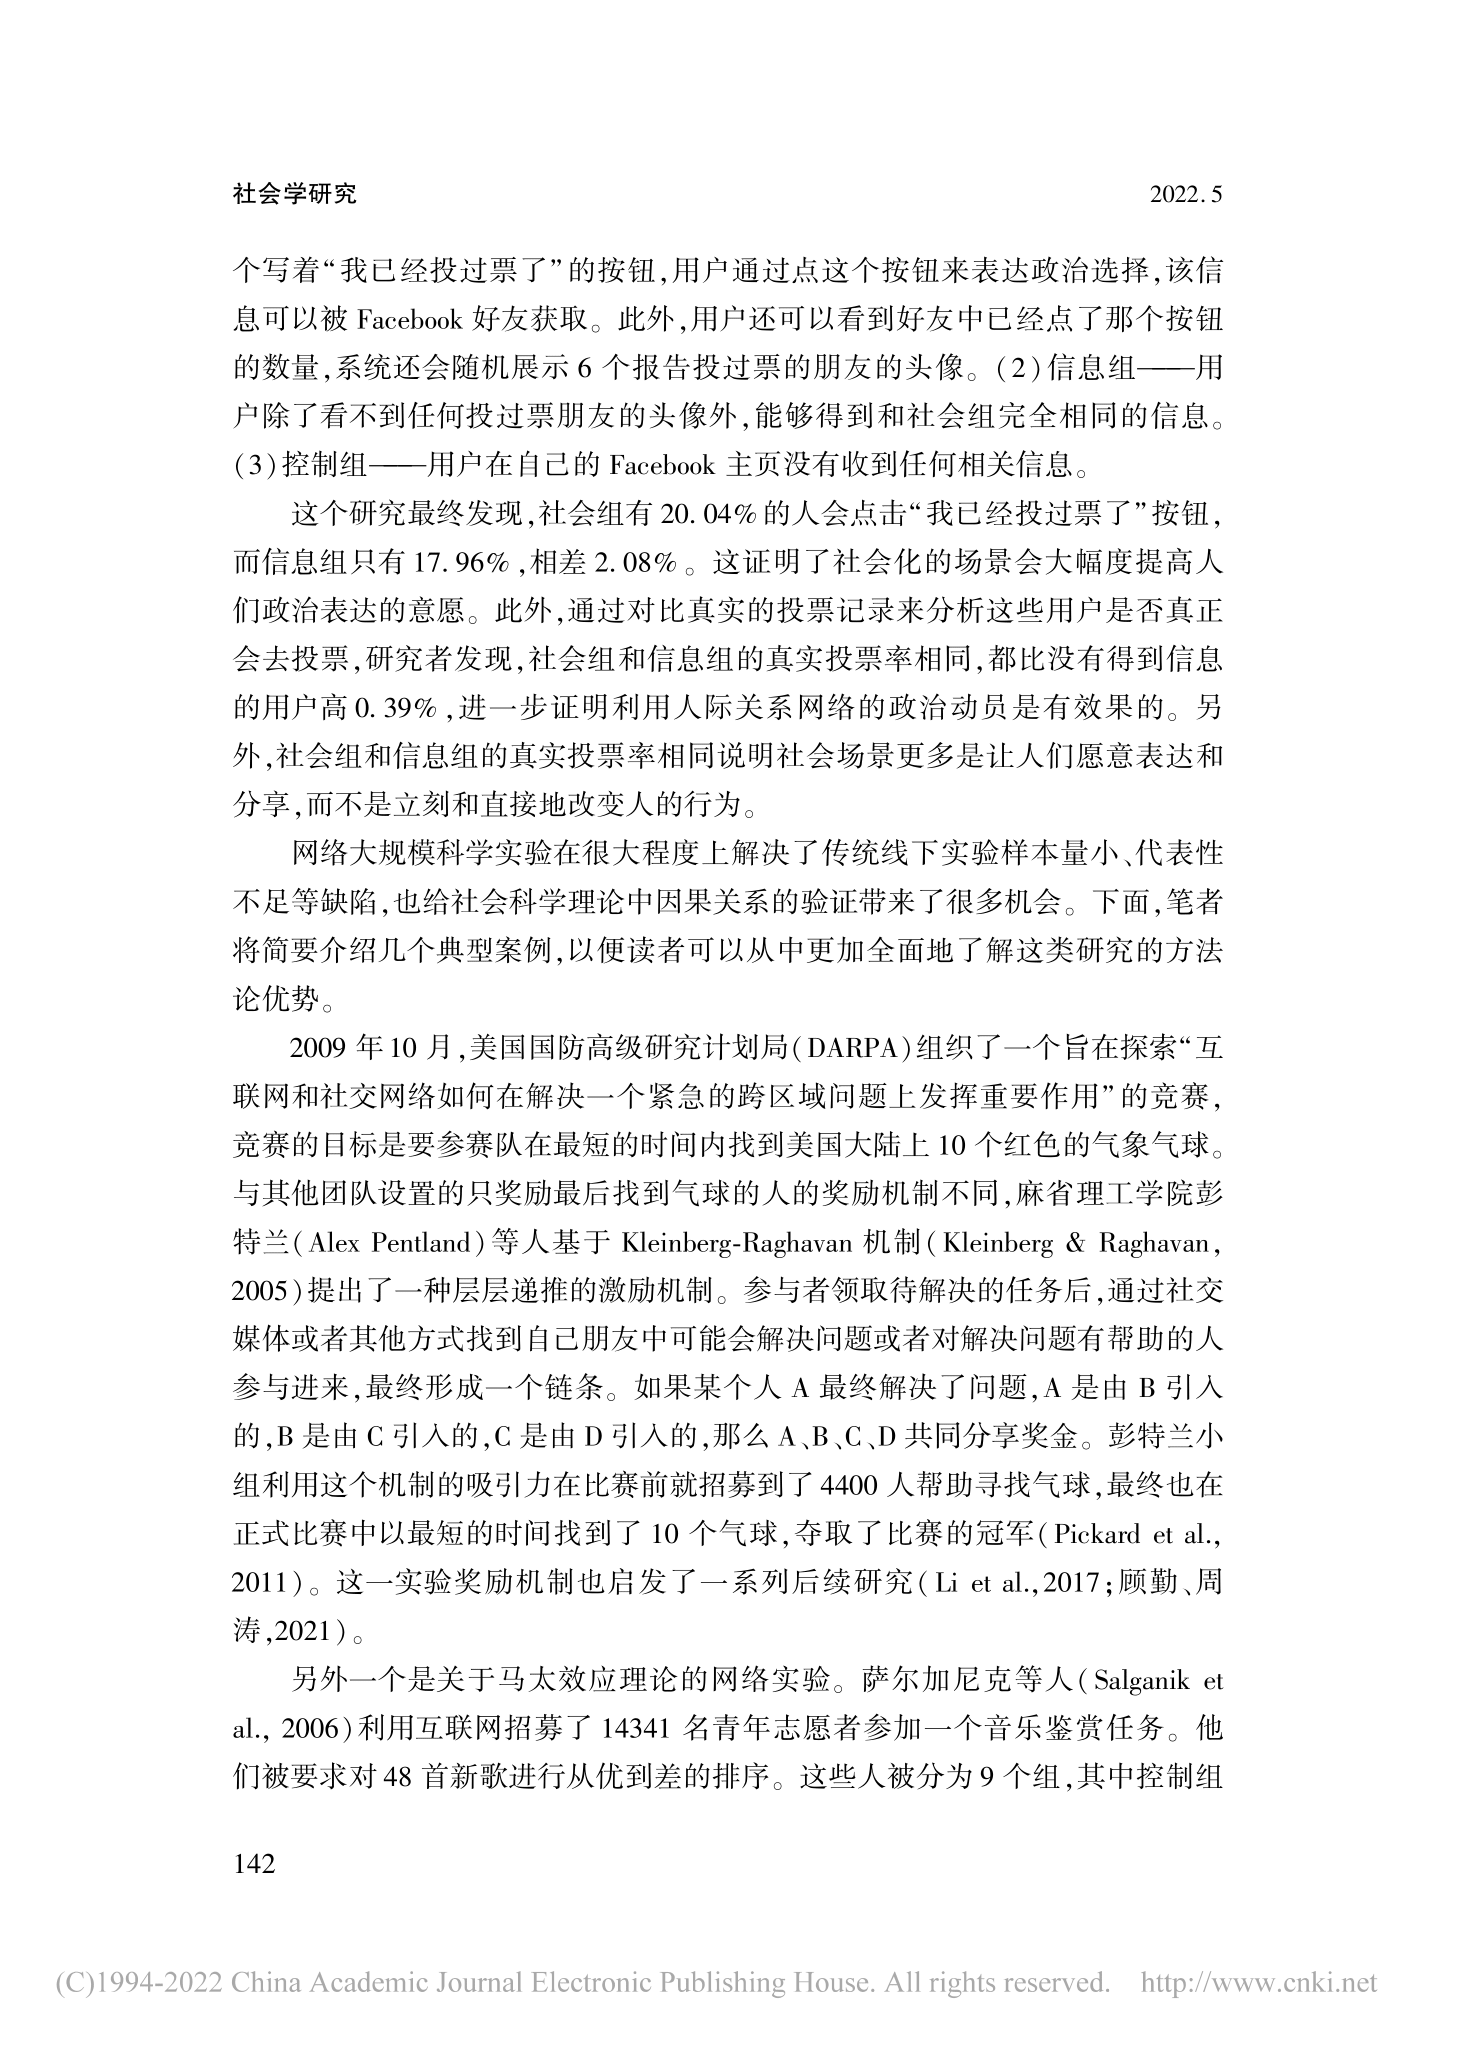 社会学研究 2022.5
个写着“我已经投过票了”的按钮,用户通过点这个按钮来表达政治选择,该信
息可以被 Facebook 好友获取。此外,用户还可以看到好友中已经点了那个按钮
的数量,系统还会随机展示 6 个报告投过票的朋友的头像。(2)信息组——用
户除了看不到任何投过票朋友的头像外,能够得到和社会组完全相同的信息。
(3)控制组——用户在自己的 Facebook 主页没有收到任何相关信息。
这个研究最终发现,社会组有 20.04% 的人会点击“我已经投过票了”按钮,
而信息组只有 17.96%,相差 2.08%。这证明了社会化的场景会大幅度提高人
们政治表达的意愿。此外,通过对比真实的投票记录来分析这些用户是否真正
会去投票,研究者发现,社会组和信息组的真实投票率相同,都比没有得到信息
的用户高 0.39%,进一步证明利用人际关系网络的政治动员是有效果的。另
外,社会组和信息组的真实投票率相同说明社会场景更多是让人们愿意表达和
分享,而不是立刻和直接地改变人的行为。
网络大规模科学实验在很大程度上解决了传统线下实验样本量小、代表性
不足等缺陷,也给社会科学理论中因果关系的验证带来了很多机会。下面,笔者
将简要介绍几个典型案例,以便读者可以从中更加全面地了解这类研究的方法
论优势。
2009 年 10 月,美国国防高级研究计划局(DARPA)组织了一个旨在探索“互
联网和社交网络如何在解决一个紧急的跨区域问题上发挥重要作用”的竞赛,
竞赛的目标是要参赛队在最短的时间内找到美国大陆上 10 个红色的气象气球。
与其他团队设置的只奖励最后找到气球的人的奖励机制不同,麻省理工学院彭
特兰(Alex Pentland)等人基于 Kleinberg-Raghavan 机制(Kleinberg & Raghavan,
2005)提出了一种层层递推的激励机制。参与者领取待解决的任务后,通过社交
媒体或者其他方式找到自己朋友中可能会解决问题或者对解决问题有帮助的人
参与进来,最终形成一个链条。如果某个人 A 最终解决了问题,A 是由 B 引入
的,B 是由 C 引入的,C 是由 D 引入的,那么 A、B、C、D 共同分享奖金。彭特兰小
组利用这个机制的吸引力在比赛前就招募到了 4400 人帮助寻找气球,最终也在
正式比赛中以最短的时间找到了 10 个气球,夺取了比赛的冠军(Pickard et al.,
2011)。这一实验奖励机制也启发了一系列后续研究(Li et al.,2017;顾勤、周
涛,2021)。
另外一个是关于马太效应理论的网络实验。萨尔加尼克等人(Salganik et
al., 2006)利用互联网招募了 14341 名青年志愿者参加一个音乐鉴赏任务。他
们被要求对 48 首新歌进行从优到差的排序。这些人被分为 9 个组,其中控制组
142
(C)1994-2022 China Academic Journal Electronic Publishing House. All rights reserved. http://www.cnki.net